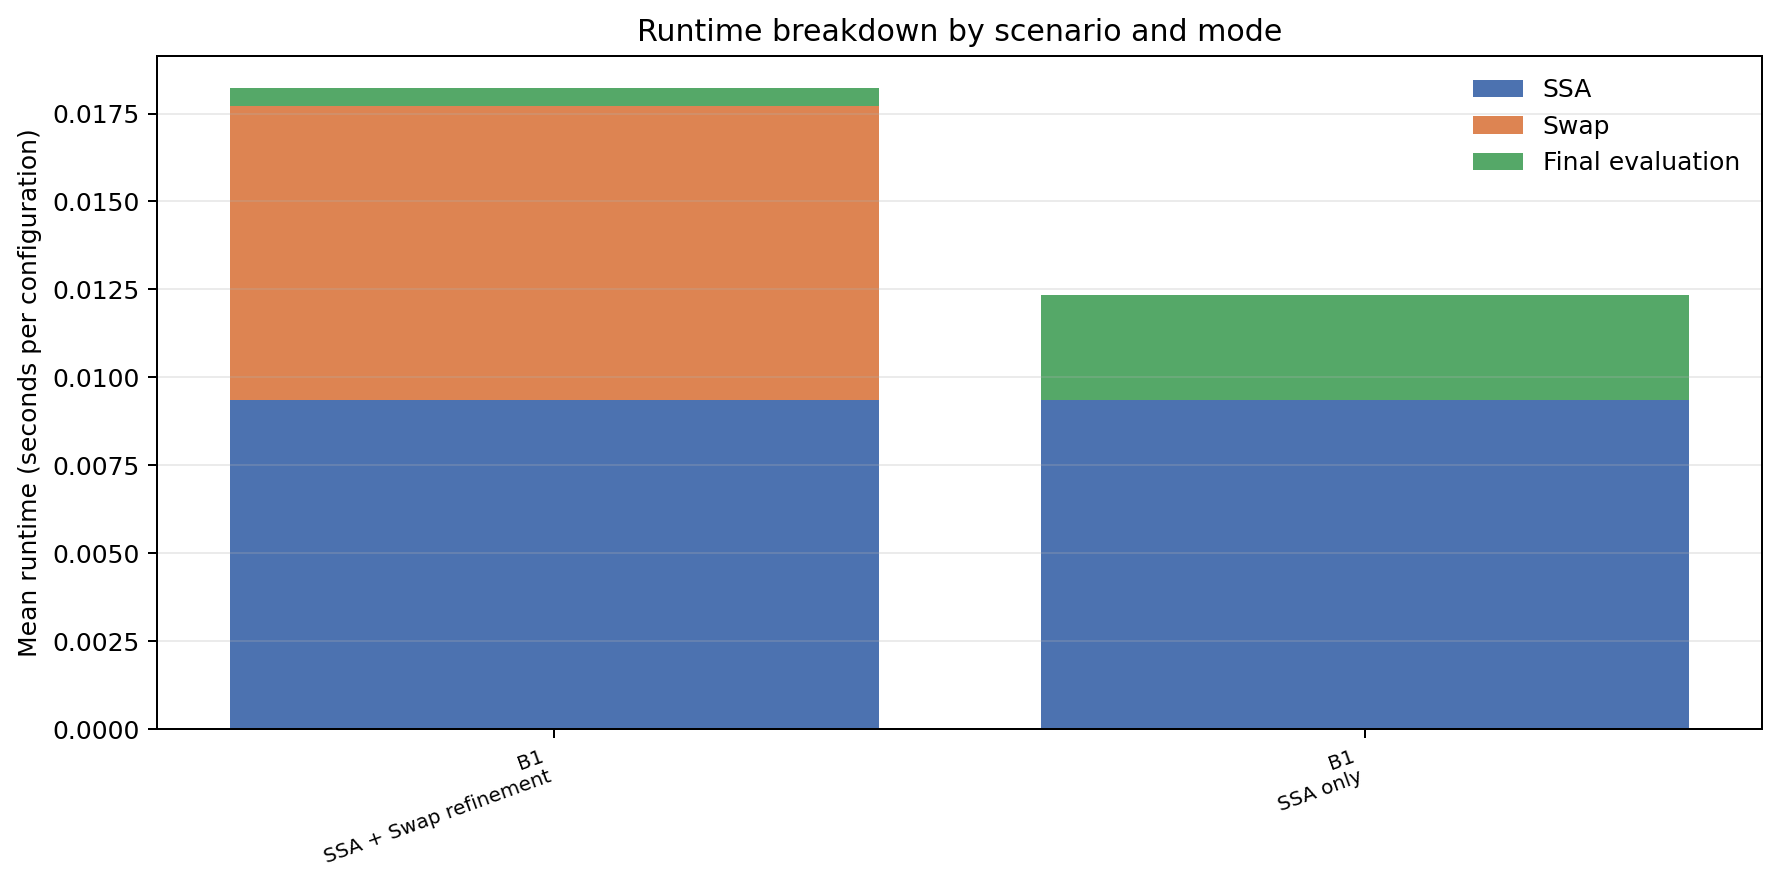 Runtime breakdown by scenario and mode
Mean runtime (seconds per configuration)
0.0175
0.0150
0.0125
0.0100
0.0075
0.0050
0.0025
0.0000
SSA
Swap
Final evaluation
B1
SSA + Swap refinement
B1
SSA only